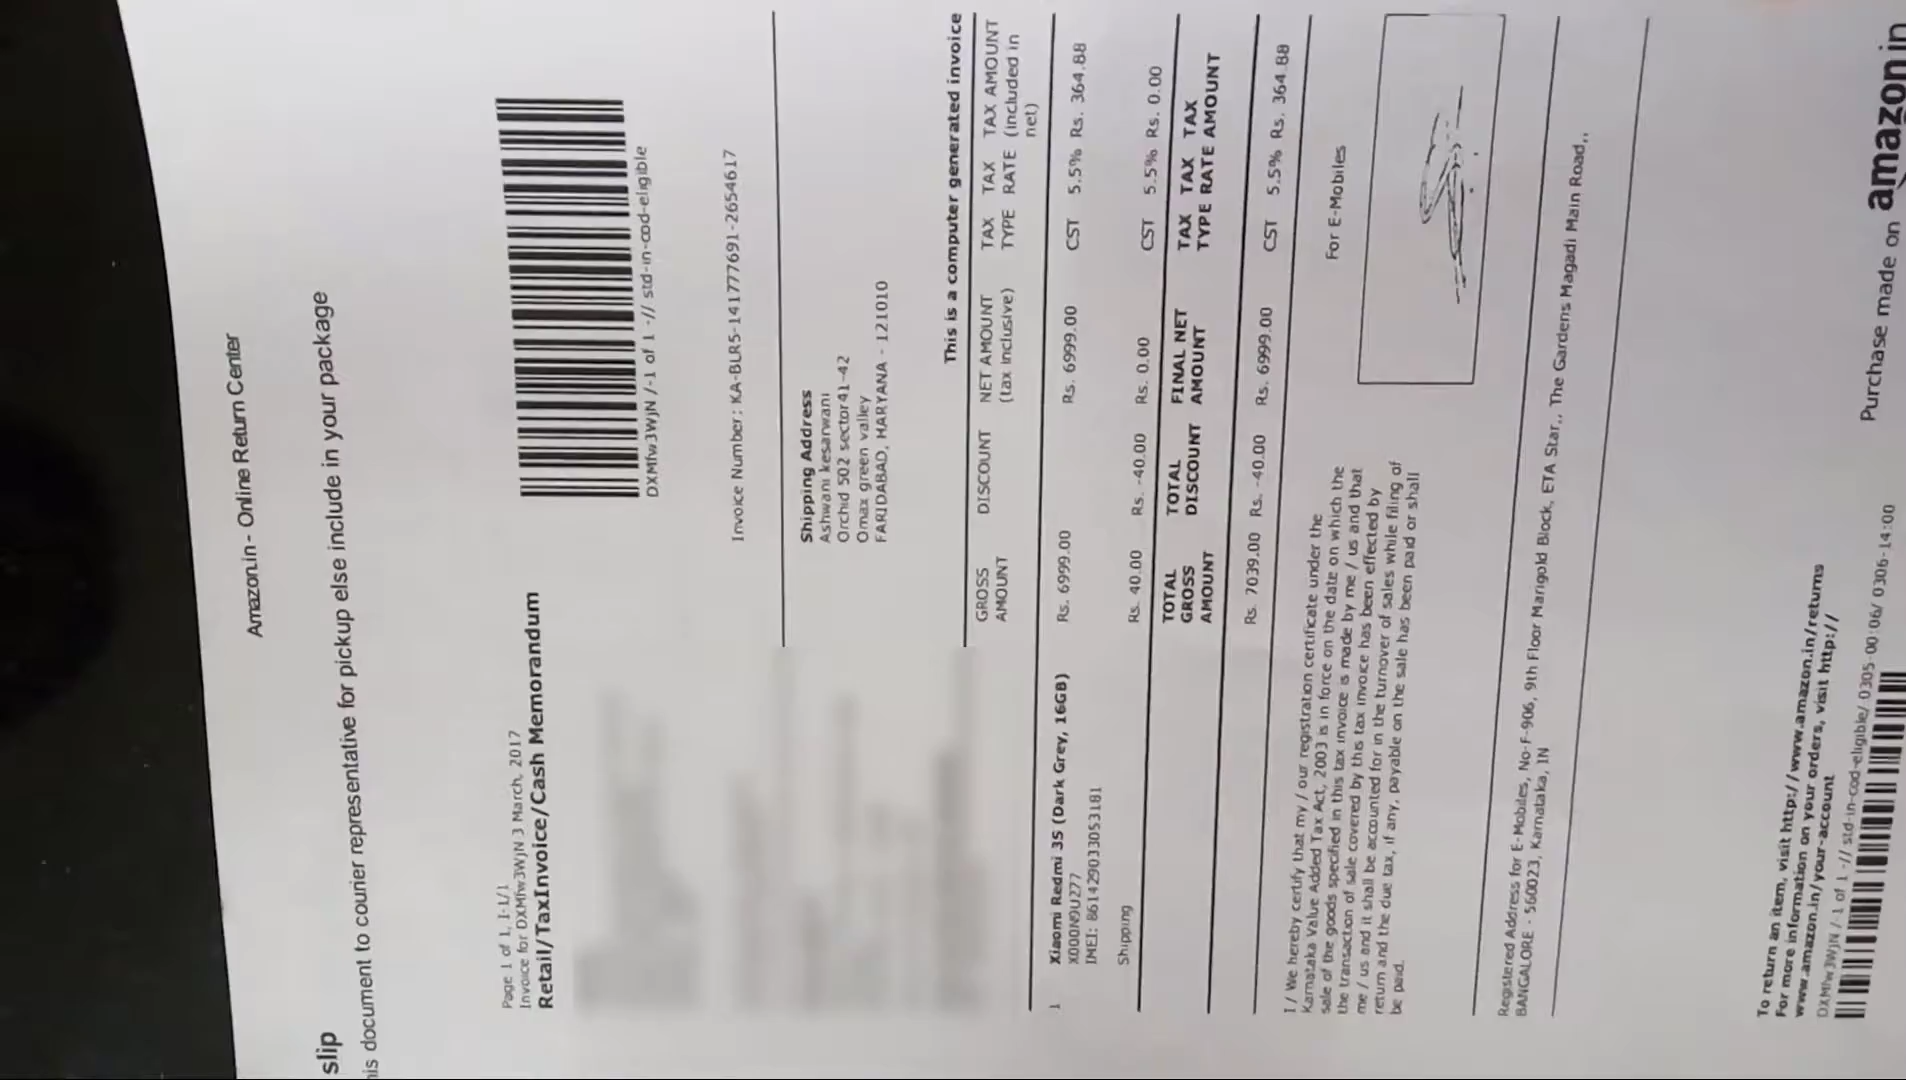 Amazon.in - Online Return Center
slip
his document to courier representative for pickup else include in your package
Page 1 of 1, 1-1/1
Invoice for DXMfw3WjN 3 March, 2017
Retail/TaxInvoice/Cash Memorandum
DXMfw3WjN /-1 of 1 -// std-in-cod-eligible
Invoice Number: KA-BLR5-141777691-2654617
Shipping Address
Ashwani kesarwani
Orchid 502 sector41-42
Omax green valley
FARIDABAD, HARYANA - 121010
This is a computer generated invoice
GROSS AMOUNT DISCOUNT NET AMOUNT (tax inclusive) TAX TYPE TAX RATE TAX AMOUNT (included in net)
1 Xiaomi Redmi 3S (Dark Grey, 16GB) Rs. 6999.00 Rs. 6999.00 CST 5.5% Rs. 364.88
X000N9U277
IMEI: 861429033053181
Shipping Rs. 40.00 Rs. -40.00 Rs. 0.00 CST 5.5% Rs. 0.00
TOTAL GROSS AMOUNT TOTAL DISCOUNT FINAL NET AMOUNT TAX TYPE TAX RATE TAX AMOUNT
Rs. 7039.00 Rs. -40.00 Rs. 6999.00 CST 5.5% Rs. 364.88
I / We hereby certify that my / our registration certificate under the
Karnataka Value Added Tax Act, 2003 is in force on the date on which the
sale of the goods specified in this tax invoice is made by me / us and that
the transaction of sale covered by this tax invoice has been effected by
me / us and it shall be accounted for in the turnover of sales while filing of
return and the due tax, if any, payable on the sale has been paid or shall
be paid.
For E-Mobiles
Registered Address for E-Mobiles, No-F-906, 9th Floor Marigold Block, ETA Star,, The Gardens Magadi Main Road,,
BANGALORE - 560023, Karnataka, IN
To return an item, visit http://www.amazon.in/returns
For more information on your orders, visit http://
www.amazon.in/your-account
DXMfw3WjN /-1 of 1 -// std-in-cod-eligible/ 0305-00:06/ 0306-14:00
Purchase made on amazon.in